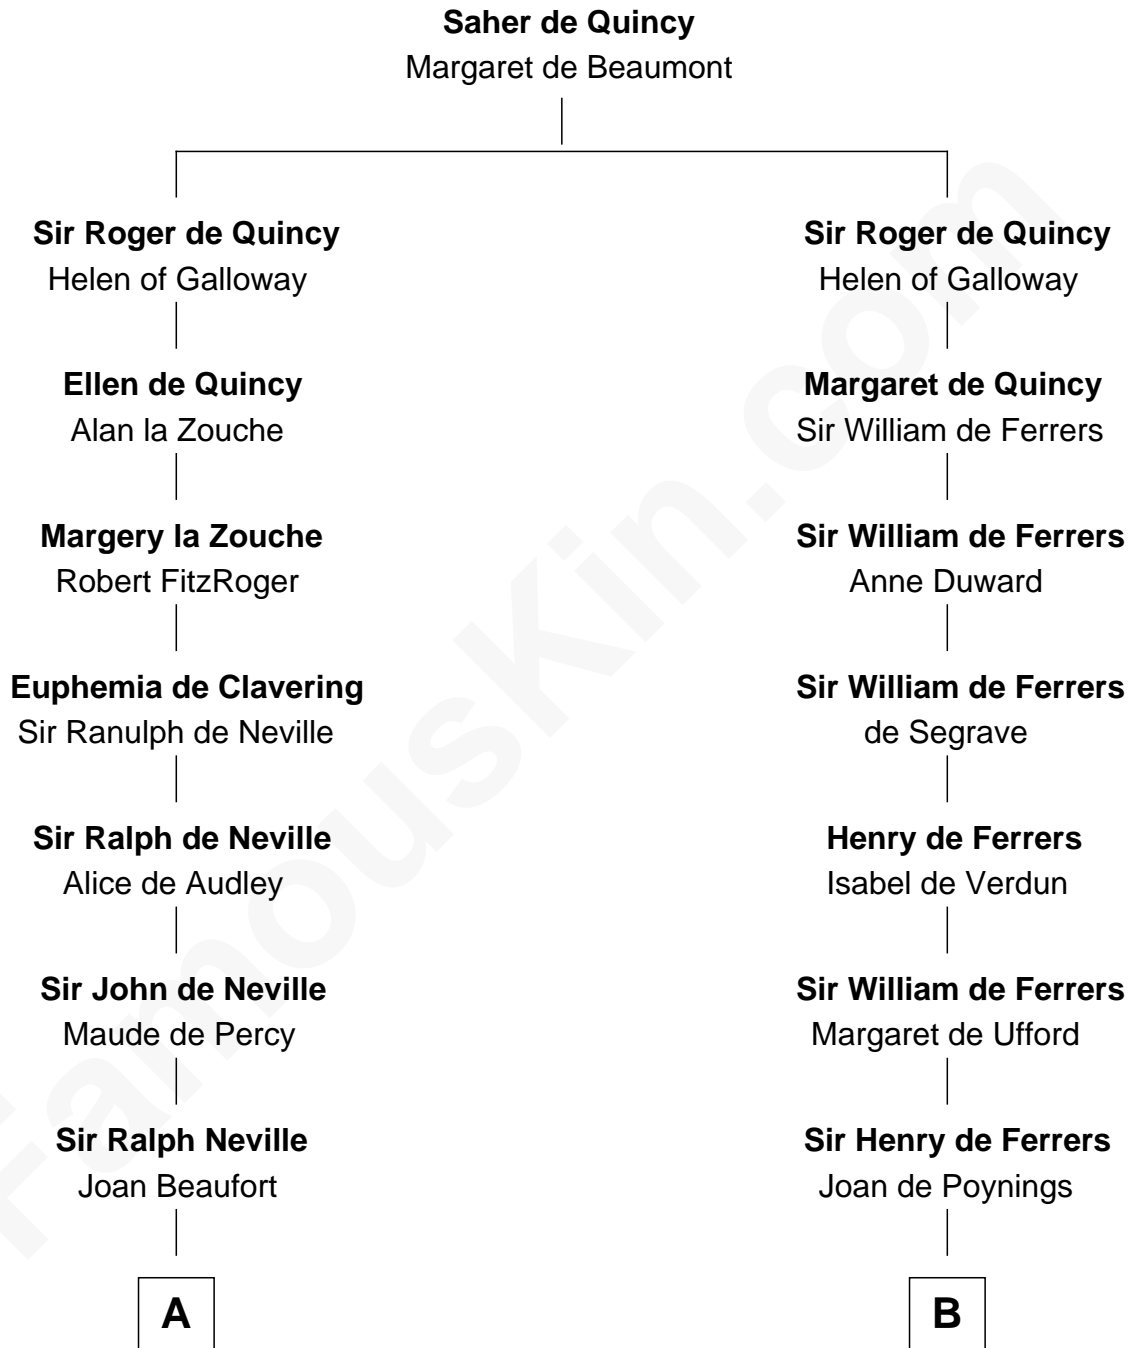 Saher de Quincy
Margaret de Beaumont
Sir Roger de Quincy
Helen of Galloway
Sir Roger de Quincy
Helen of Galloway
Ellen de Quincy
Alan la Zouche
Margaret de Quincy
Sir William de Ferrers
Margery la Zouche
Robert FitzRoger
Sir William de Ferrers
Anne Duward
Euphemia de Clavering
Sir Ranulph de Neville
Sir William de Ferrers
de Segrave
Sir Ralph de Neville
Alice de Audley
Henry de Ferrers
Isabel de Verdun
Sir John de Neville
Maude de Percy
Sir William de Ferrers
Margaret de Ufford
Sir Ralph Neville
Joan Beaufort
Sir Henry de Ferrers
Joan de Poynings
A
B
FamousKin.com